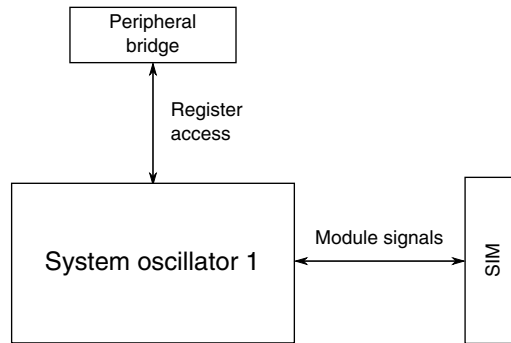 Peripheral
bridge
Register
access
System oscillator 1
Module signals
SIM